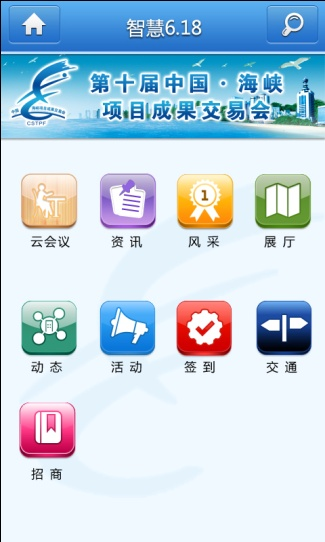 智慧6.18
第十届中国·海峡
项目成果交易会
CSTPF
1
云会议 资讯 风采 展厅
动态 活动 签到 交通
招商